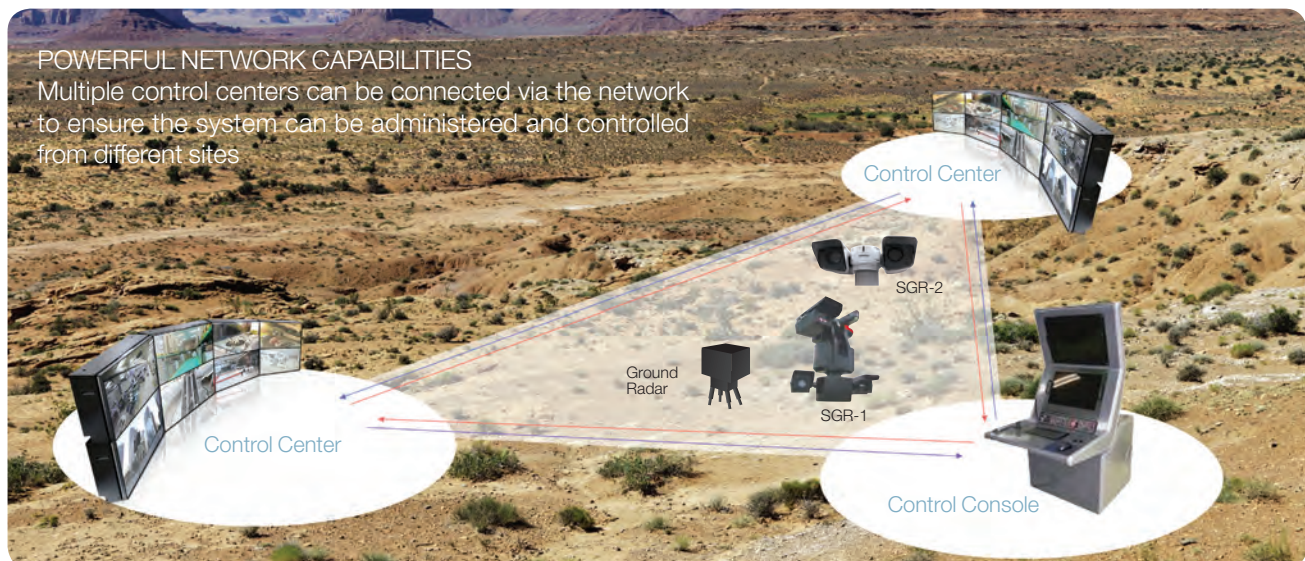 POWERFUL NETWORK CAPABILITIES
Multiple control centers can be connected via the network
to ensure the system can be administered and controlled
from different sites
Control Center
SGR-2
Ground
Radar
SGR-1
Control Center
Control Console